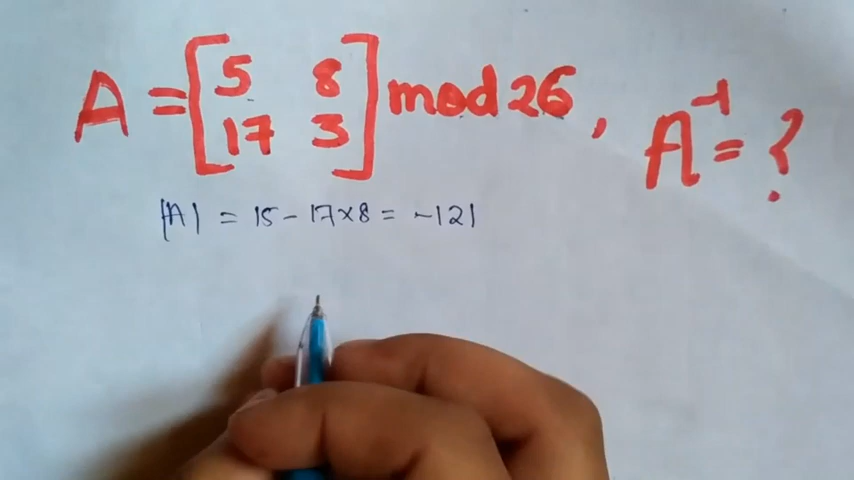 A = [5 8 17 3] mod 26, A⁻¹ = ?
|A| = 15 - 17×8 = -121